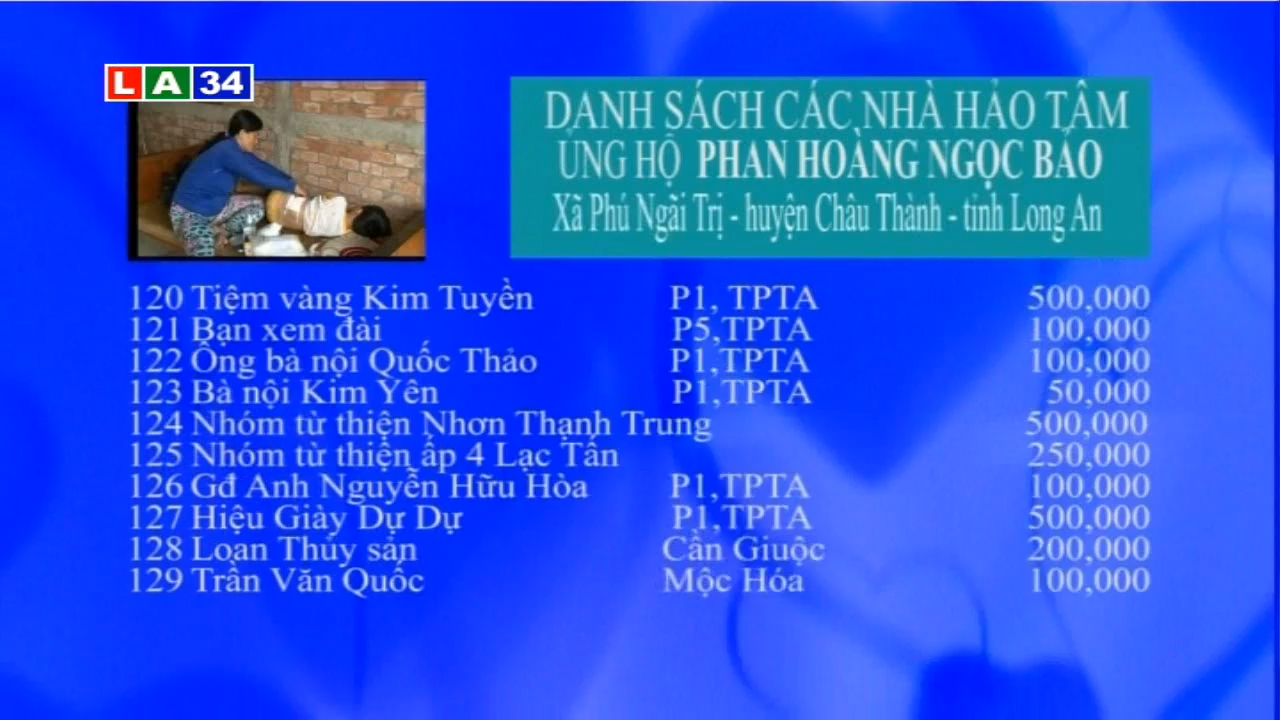 LA34
DANH SÁCH CÁC NHÀ HẢO TÂM
ỦNG HỘ PHAN HOÀNG NGỌC BẢO
Xã Phú Ngãi Trị - huyện Châu Thành - tỉnh Long An
120 Tiệm vàng Kim Tuyền P1, TPTA 500,000
121 Bạn xem đài P5,TPTA 100,000
122 Ông bà nội Quốc Thảo P1,TPTA 100,000
123 Bà nội Kim Yên P1,TPTA 50,000
124 Nhóm từ thiện Nhơn Thạnh Trung 500,000
125 Nhóm từ thiện ấp 4 Lạc Tấn 250,000
126 Gđ Anh Nguyễn Hữu Hòa P1,TPTA 100,000
127 Hiệu Giày Dự Dự P1,TPTA 500,000
128 Loan Thủy sản Cần Giuộc 200,000
129 Trần Văn Quốc Mộc Hóa 100,000